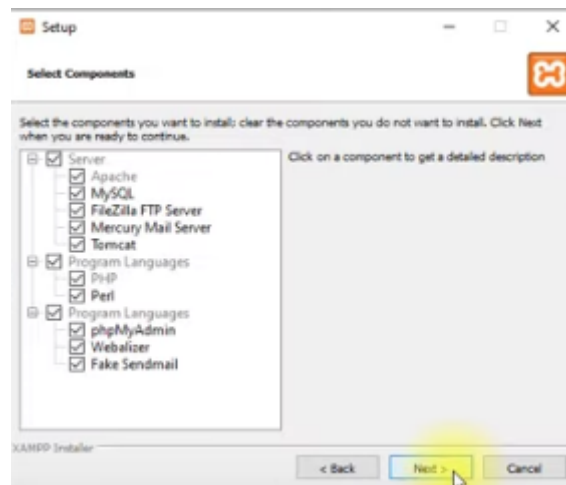 Setup
Select Components
Select the components you want to install; clear the components you do not want to install. Click Next
when you are ready to continue.
Server
Apache
MySQL
FileZilla FTP Server
Mercury Mail Server
Tomcat
Program Languages
PHP
Perl
Program Languages
phpMyAdmin
Webalizer
Fake Sendmail
Click on a component to get a detailed description
XAMPP Installer
< Back
Next >
Cancel